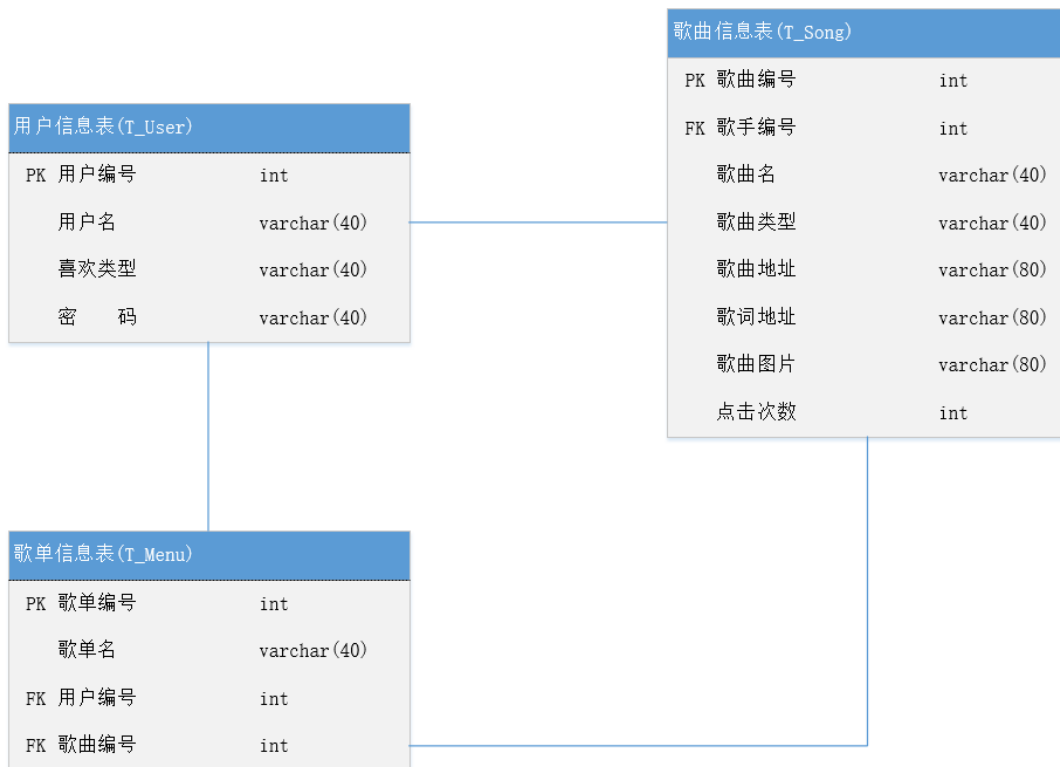 用户信息表(T_User)
PK 用户编号 int
用户名 varchar(40)
喜欢类型 varchar(40)
密 码 varchar(40)
歌曲信息表(T_Song)
PK 歌曲编号 int
FK 歌手编号 int
歌曲名 varchar(40)
歌曲类型 varchar(40)
歌曲地址 varchar(80)
歌词地址 varchar(80)
歌曲图片 varchar(80)
点击次数 int
歌单信息表(T_Menu)
PK 歌单编号 int
歌单名 varchar(40)
FK 用户编号 int
FK 歌曲编号 int